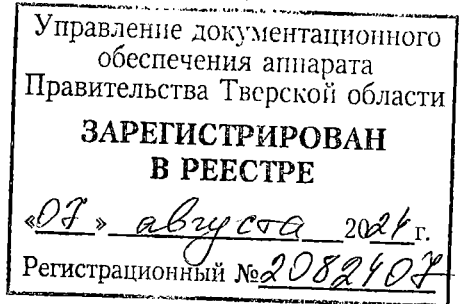 Управление документационного
обеспечения аппарата
Правительства Тверской области
ЗАРЕГИСТРИРОВАН
В РЕЕСТРЕ
«07» августа 2024 г.
Регистрационный №2082407